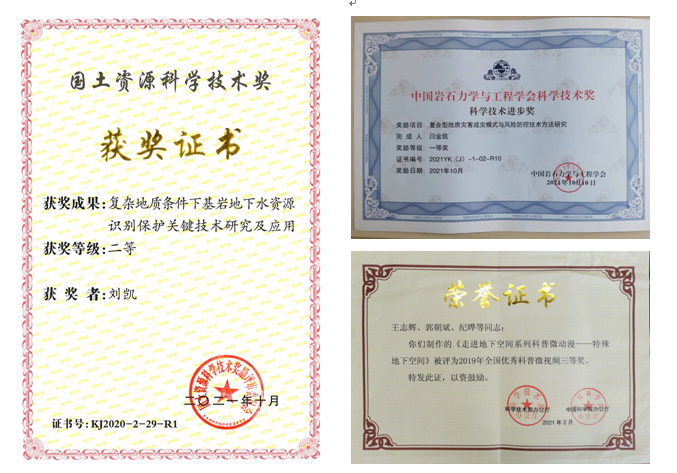 国土资源科学技术奖
获奖证书
获奖成果:复杂地质条件下基岩地下水资源
识别保护关键技术研究及应用
获奖等级:二等
获 奖 者:刘凯
二〇二一年十月
证书号:KJ2020-2-29-R1
中国岩石力学与工程学会科学技术奖
科学技术进步奖
奖励项目:复合型地质灾害成灾模式与风险防控技术方法研究
完 成 人:闫金凯
奖励等级:一等奖
证书编号:2021YK(J)-1-02-R10
奖励日期:2021年10月
中国岩石力学与工程学会
2021年10月10日
荣誉证书
王志辉、郭朝斌、纪晔等同志:
你们制作的《走进地下空间系列科普微动漫——特殊
地下空间》被评为2019年全国优秀科普微视频三等奖。
特发此证,以资鼓励。
科学技术部办公厅
中国科学院办公厅
2021年2月